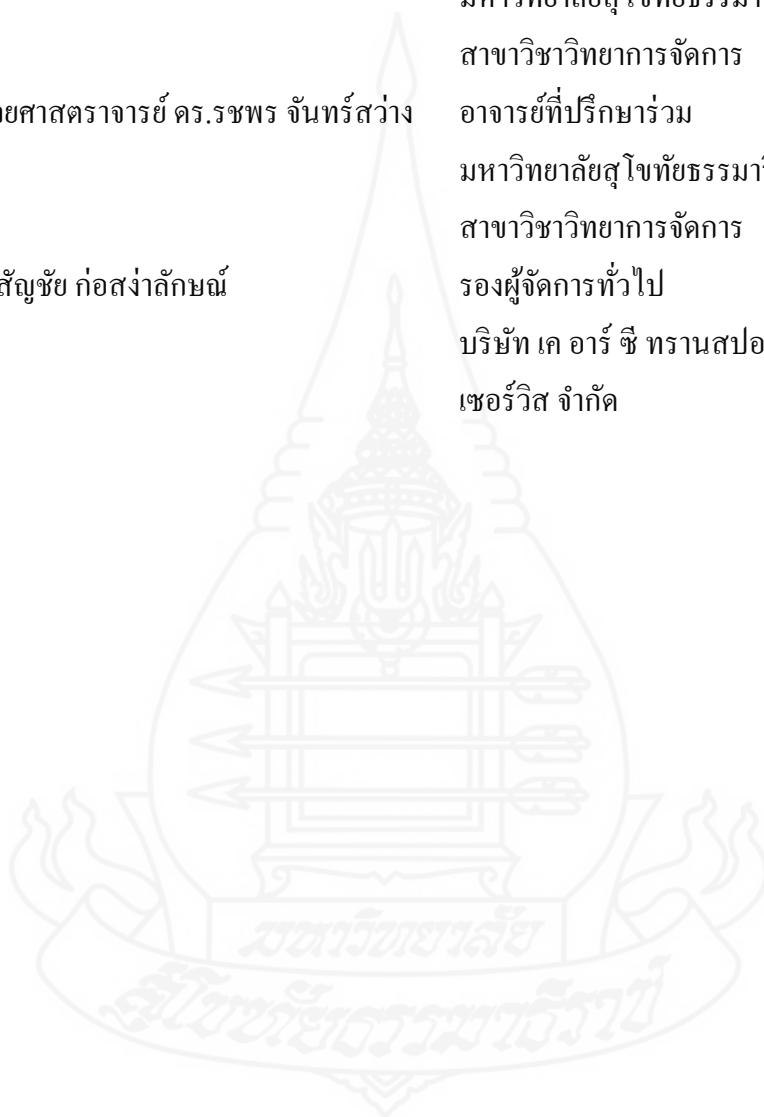 สาขาวิชาวิทยาการจัดการ
ยศาสตราจารย์ ดร.รชพร จันทร์สว่าง อาจารย์ที่ปรึกษาร่วม
มหาวิทยาลัยสุโขทัยธรรมา
สาขาวิชาวิทยาการจัดการ
สัญชัย ก่อสง่าลักษณ์ รองผู้จัดการทั่วไป
บริษัท เค อาร์ ซี ทรานสปอ
เซอร์วิส จำกัด
มหาวิทยาลัย
สุโขทัยธรรมาธิราช